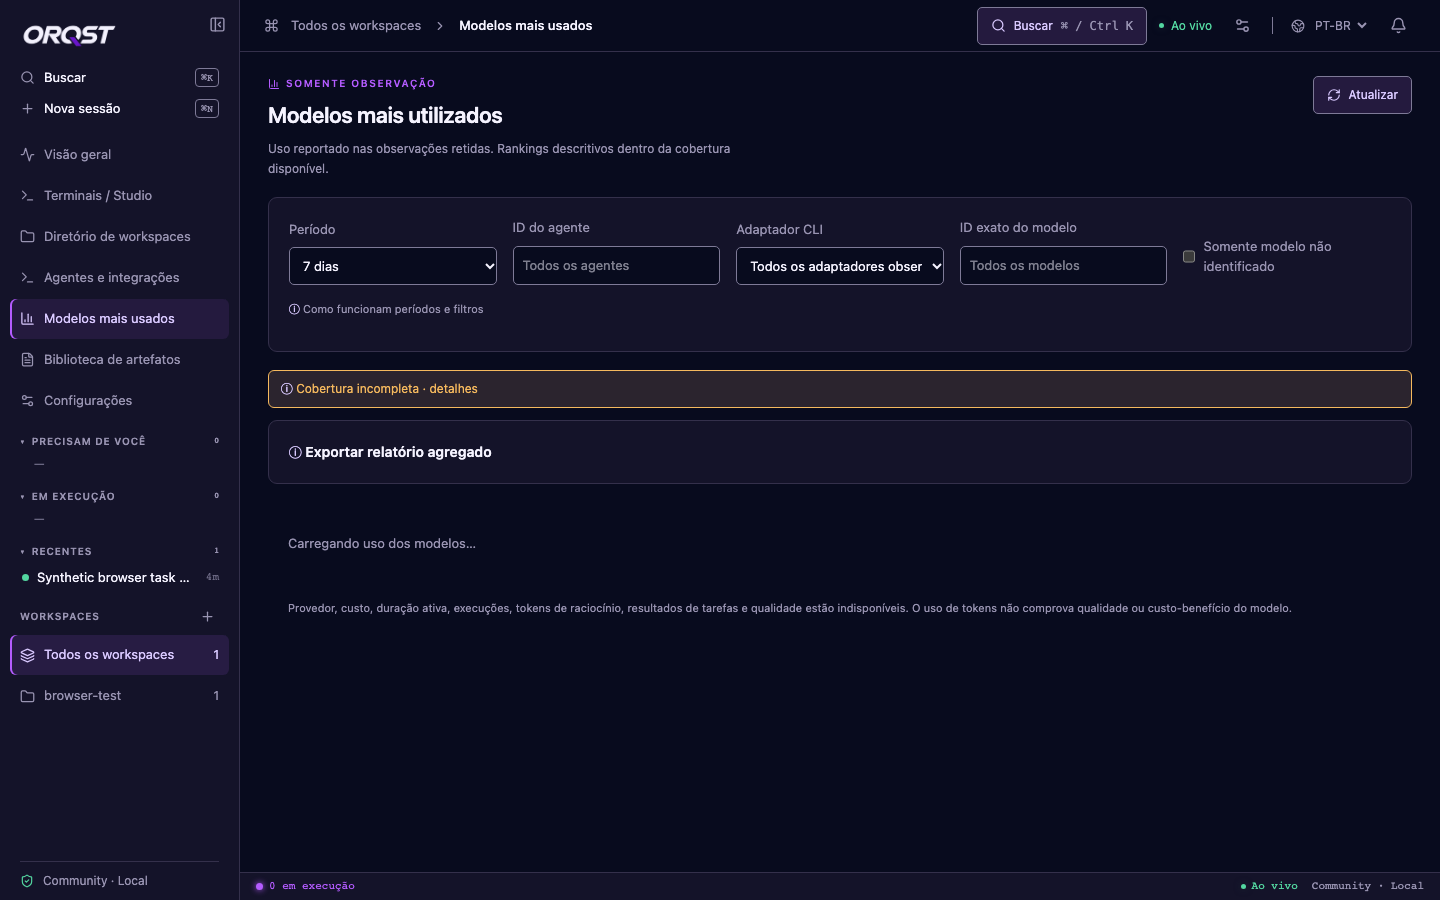 ORQST
Buscar ⌘K
Nova sessão ⌘N
Visão geral
Terminais / Studio
Diretório de workspaces
Agentes e integrações
Modelos mais usados
Biblioteca de artefatos
Configurações
PRECISAM DE VOCÊ 0
—
EM EXECUÇÃO 0
—
RECENTES 1
Synthetic browser task ... 4m
WORKSPACES
Todos os workspaces 1
browser-test 1
Community · Local
⌘ Todos os workspaces > Modelos mais usados
Buscar ⌘ / Ctrl K
Ao vivo
PT-BR
SOMENTE OBSERVAÇÃO
Modelos mais utilizados
Atualizar
Uso reportado nas observações retidas. Rankings descritivos dentro da cobertura
disponível.
Período
7 dias
ID do agente
Todos os agentes
Adaptador CLI
Todos os adaptadores obser
ID exato do modelo
Todos os modelos
Somente modelo não
identificado
Como funcionam períodos e filtros
Cobertura incompleta · detalhes
Exportar relatório agregado
Carregando uso dos modelos...
Provedor, custo, duração ativa, execuções, tokens de raciocínio, resultados de tarefas e qualidade estão indisponíveis. O uso de tokens não comprova qualidade ou custo-benefício do modelo.
0 em execução
Ao vivo Community · Local